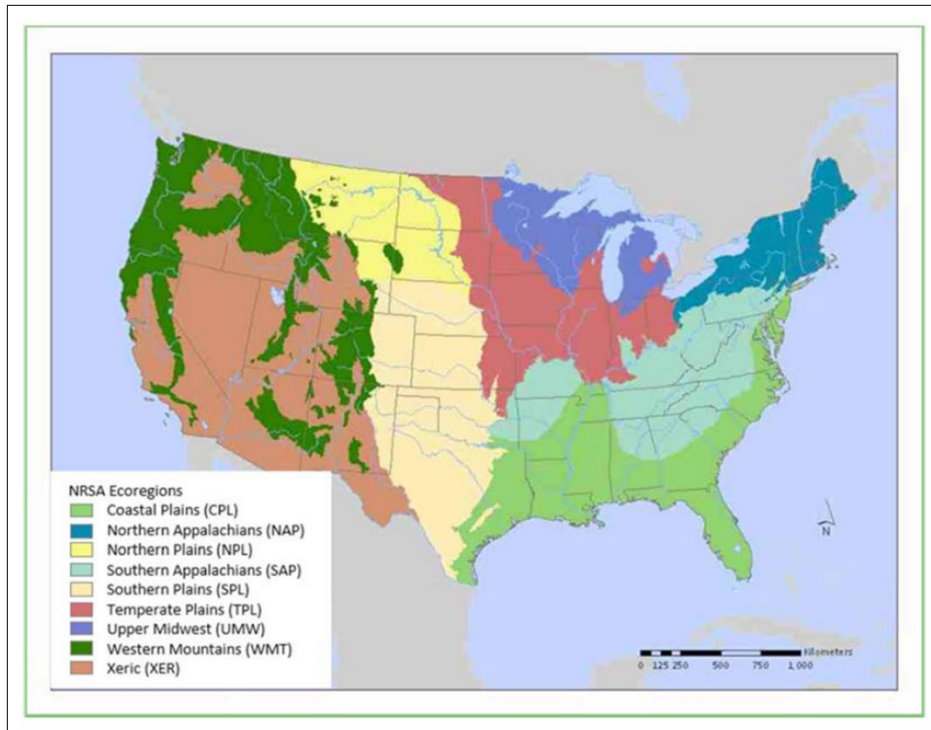 NRSA Ecoregions
Coastal Plains (CPL)
Northern Appalachians (NAP)
Northern Plains (NPL)
Southern Appalachians (SAP)
Southern Plains (SPL)
Temperate Plains (TPL)
Upper Midwest (UMW)
Western Mountains (WMT)
Xeric (XER)
N
Kilometers
0 125 250 500 750 1,000